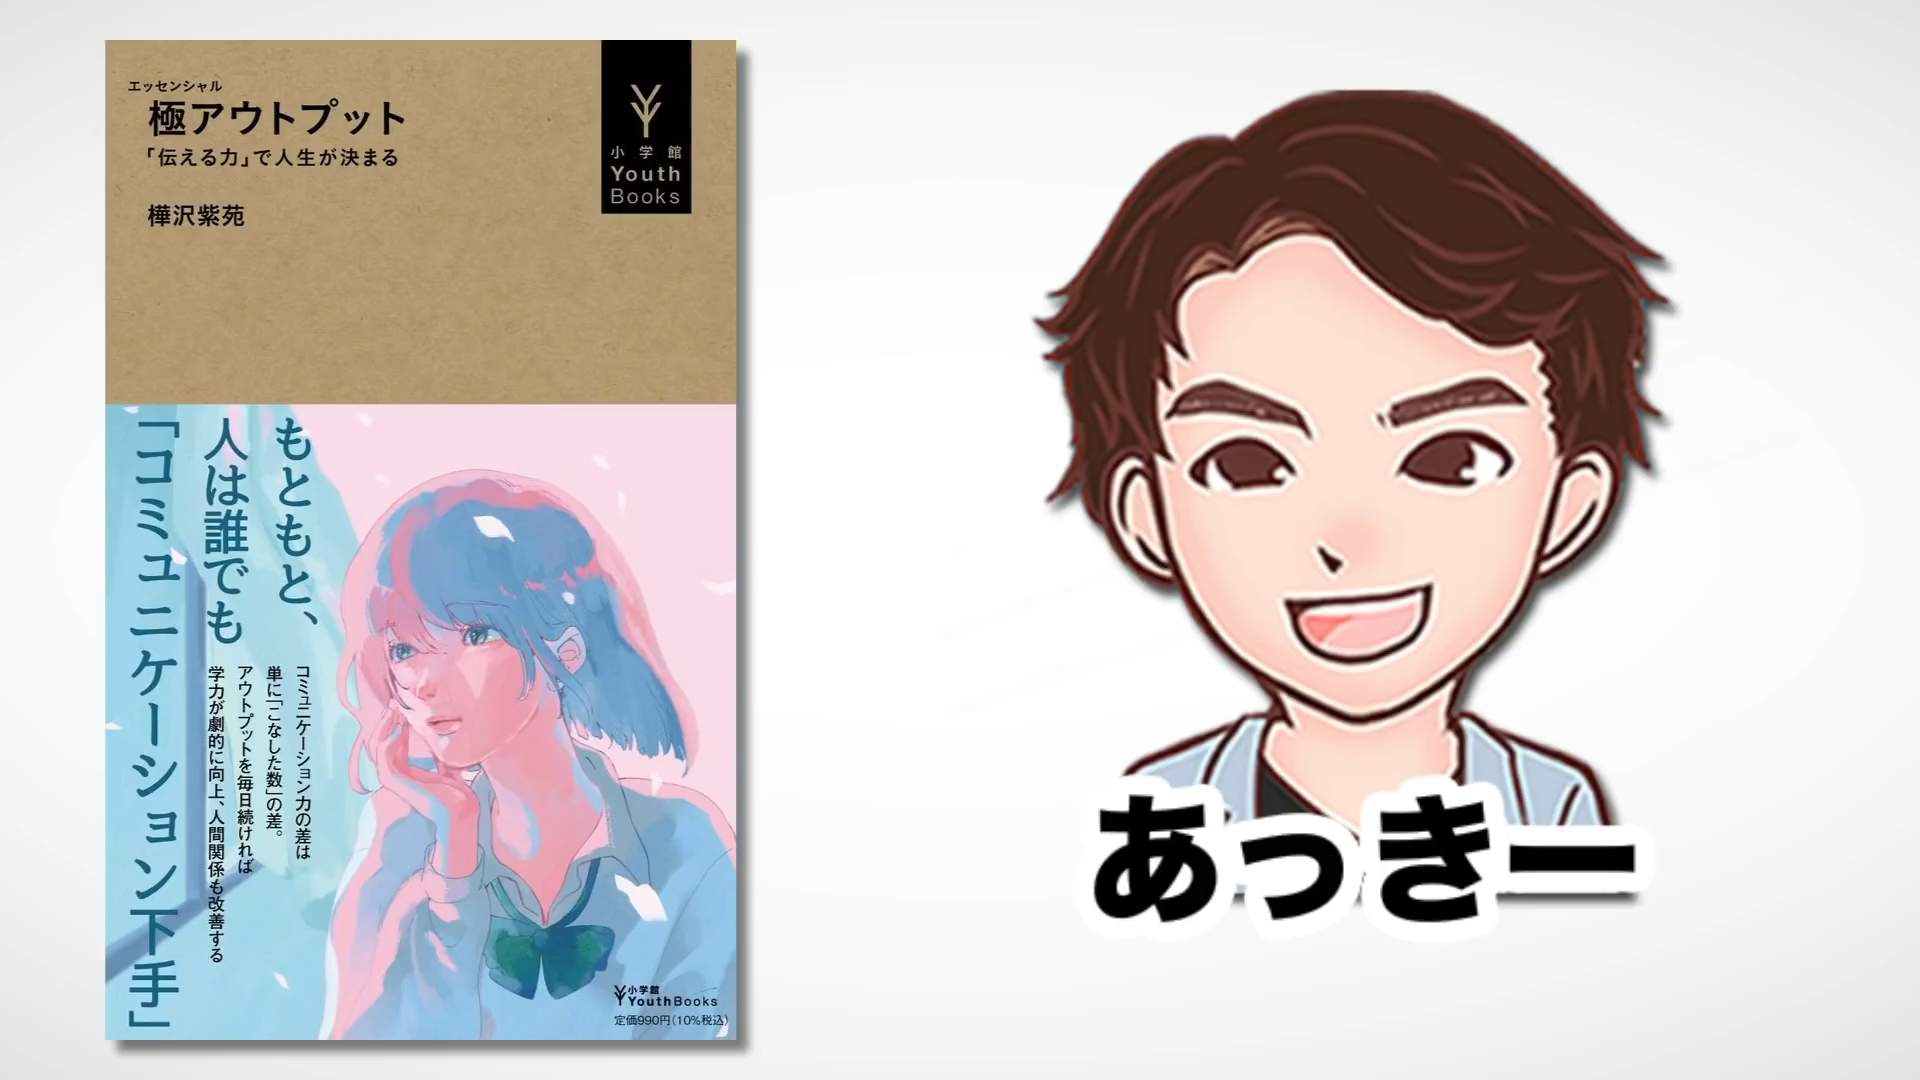 エッセンシャル
極アウトプット
「伝える力」で人生が決まる
樺沢紫苑
小学館
Youth
Books
もともと、
人は誰でも
「コミュニケーション下手」
コミュニケーション力の差は
単に「こなした数」の差。
アウトプットを毎日続ければ
学力が劇的に向上、人間関係も改善する
小学館
YouthBooks
定価990円(10%税込)
あっきー